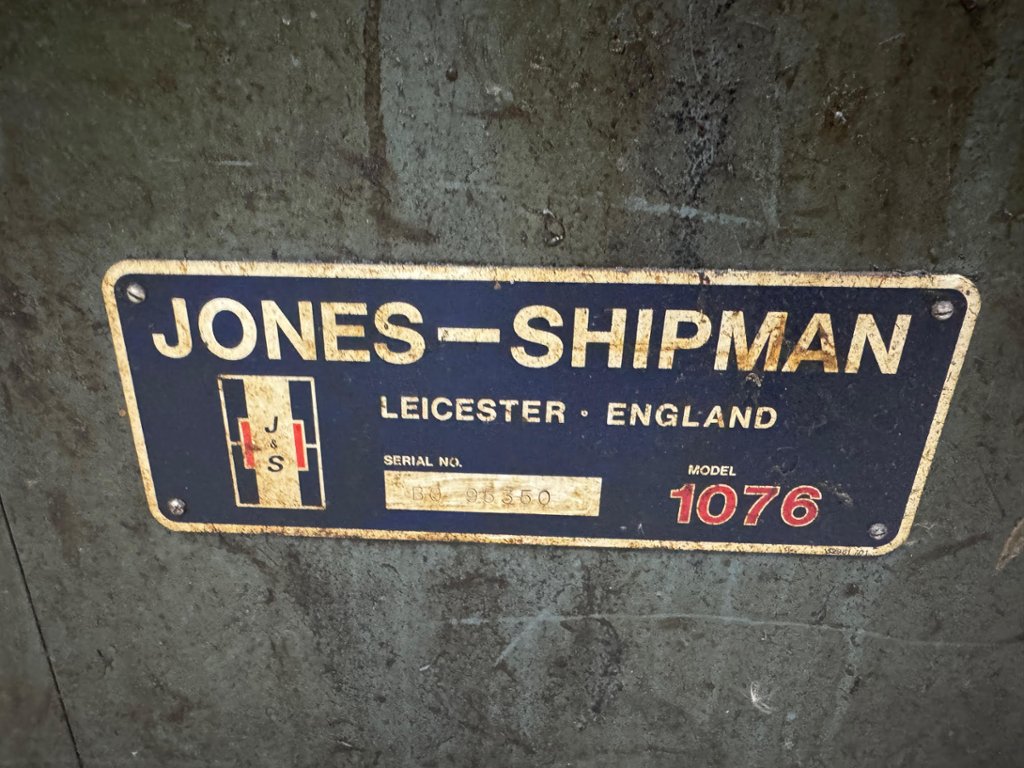 JONES-SHIPMAN
LEICESTER · ENGLAND
J
&
S
SERIAL NO.
MODEL
1076